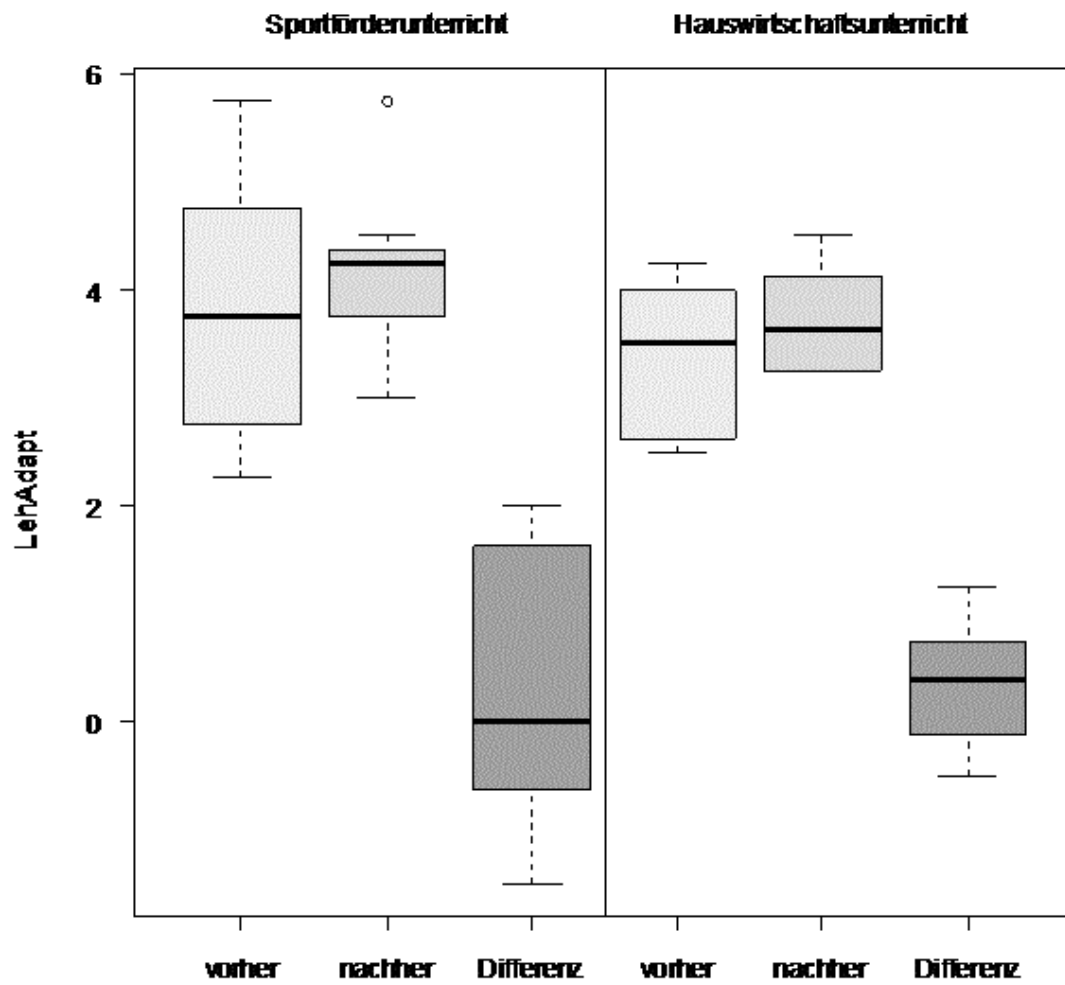 Sportförderunterricht Hauswirtschaftsunterricht
6
4
2
0
LehAdapt
vorher nachher Differenz vorher nachher Differenz